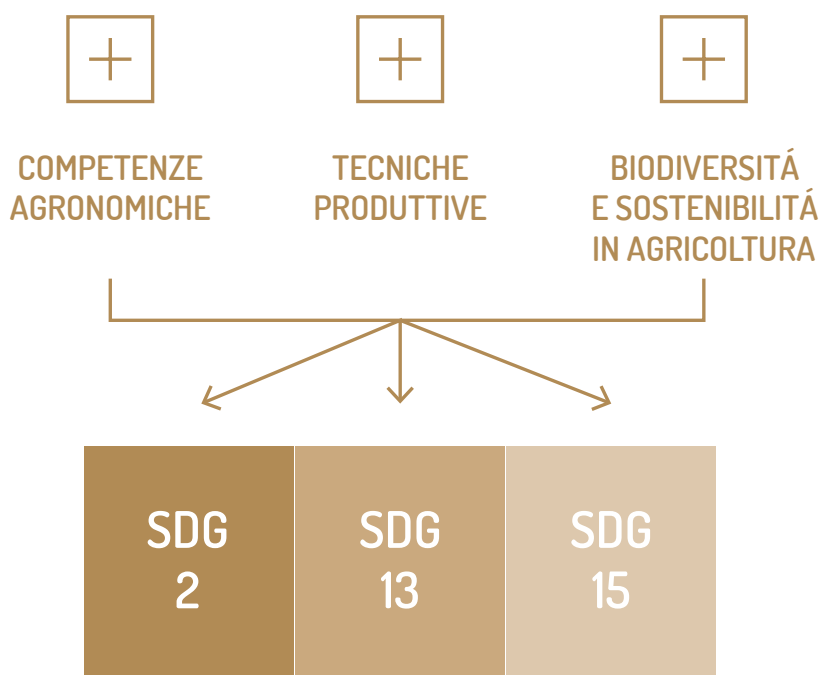 COMPETENZE
AGRONOMICHE
TECNICHE
PRODUTTIVE
BIODIVERSITÁ
E SOSTENIBILITÁ
IN AGRICOLTURA
SDG
2
SDG
13
SDG
15